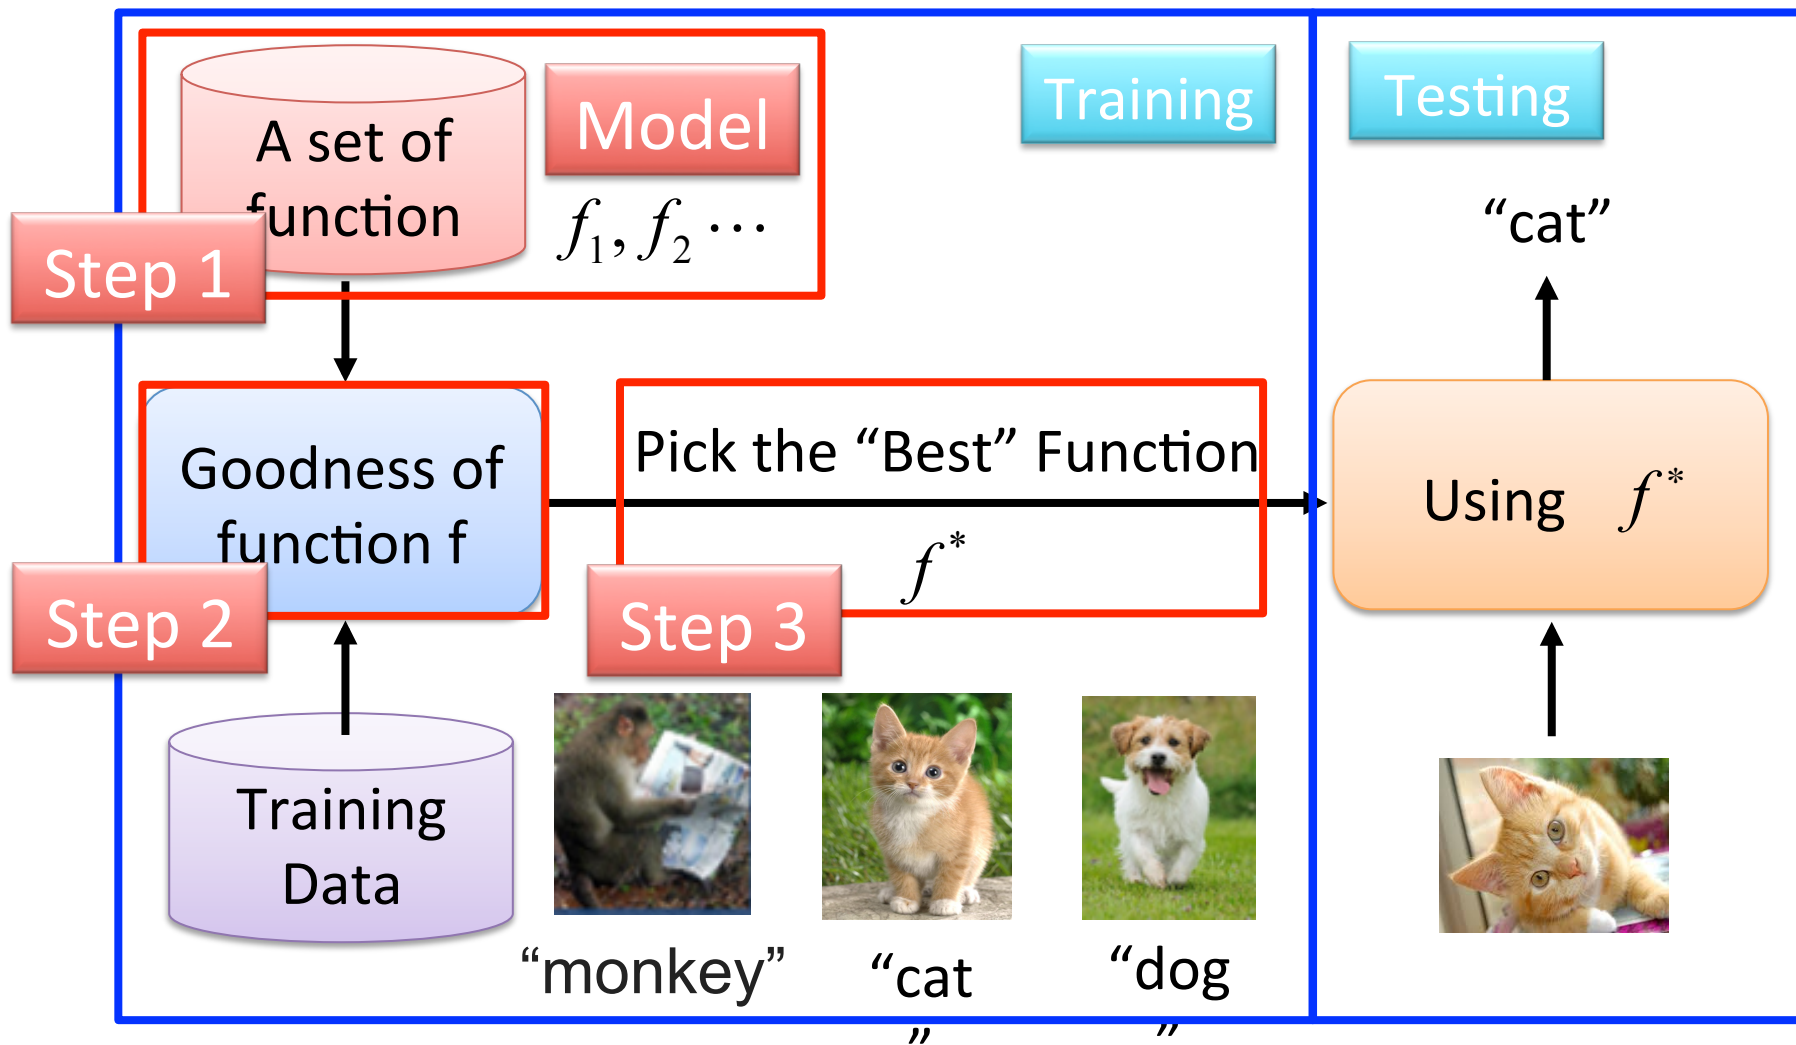 A set of
function
Model
f1, f2 ⋯
Training
Testing
Step 1
"cat"
Goodness of
function f
Step 2
Pick the “Best” Function
f*
Step 3
Using f*
Training
Data
“monkey”
“cat
”
“dog
”